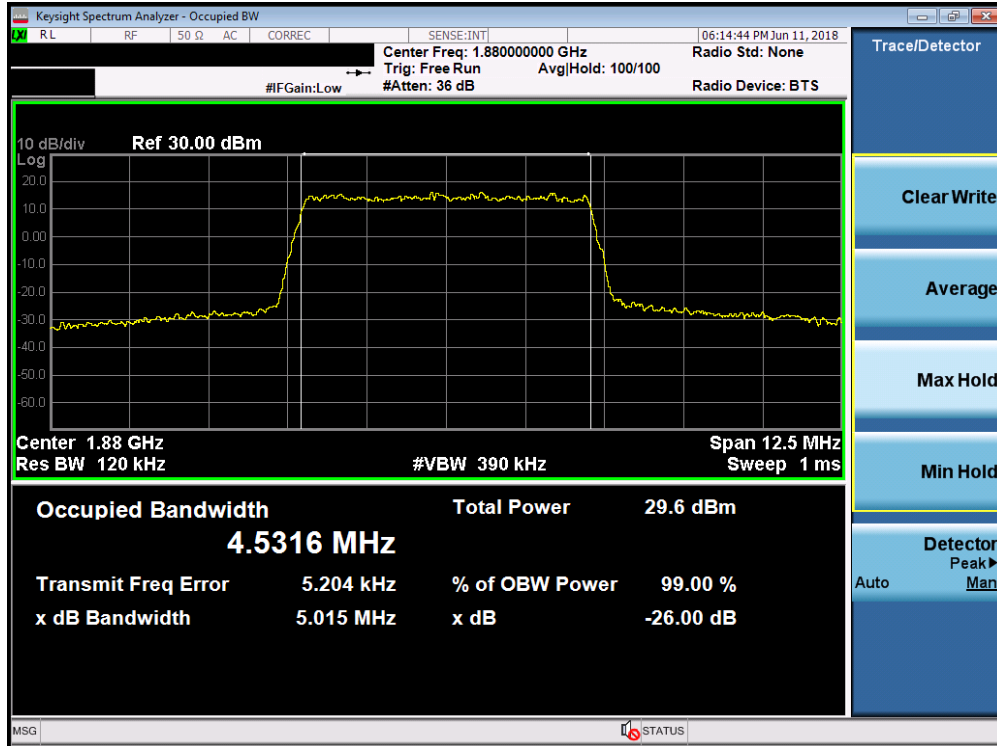 Keysight Spectrum Analyzer - Occupied BW
LXI RL RF 50 Ω AC CORREC SENSE:INT 06:14:44 PM Jun 11, 2018
Center Freq: 1.880000000 GHz Radio Std: None
Trig: Free Run Avg|Hold: 100/100
#IFGain:Low #Atten: 36 dB Radio Device: BTS
Trace/Detector
10 dB/div Ref 30.00 dBm
Log
20.0
10.0
0.00
-10.0
-20.0
-30.0
-40.0
-50.0
-60.0
Center 1.88 GHz Span 12.5 MHz
Res BW 120 kHz #VBW 390 kHz Sweep 1 ms
Occupied Bandwidth Total Power 29.6 dBm
4.5316 MHz
Transmit Freq Error 5.204 kHz % of OBW Power 99.00 %
x dB Bandwidth 5.015 MHz x dB -26.00 dB
Clear Write
Average
Max Hold
Min Hold
Detector
Peak▶
Auto Man
MSG STATUS